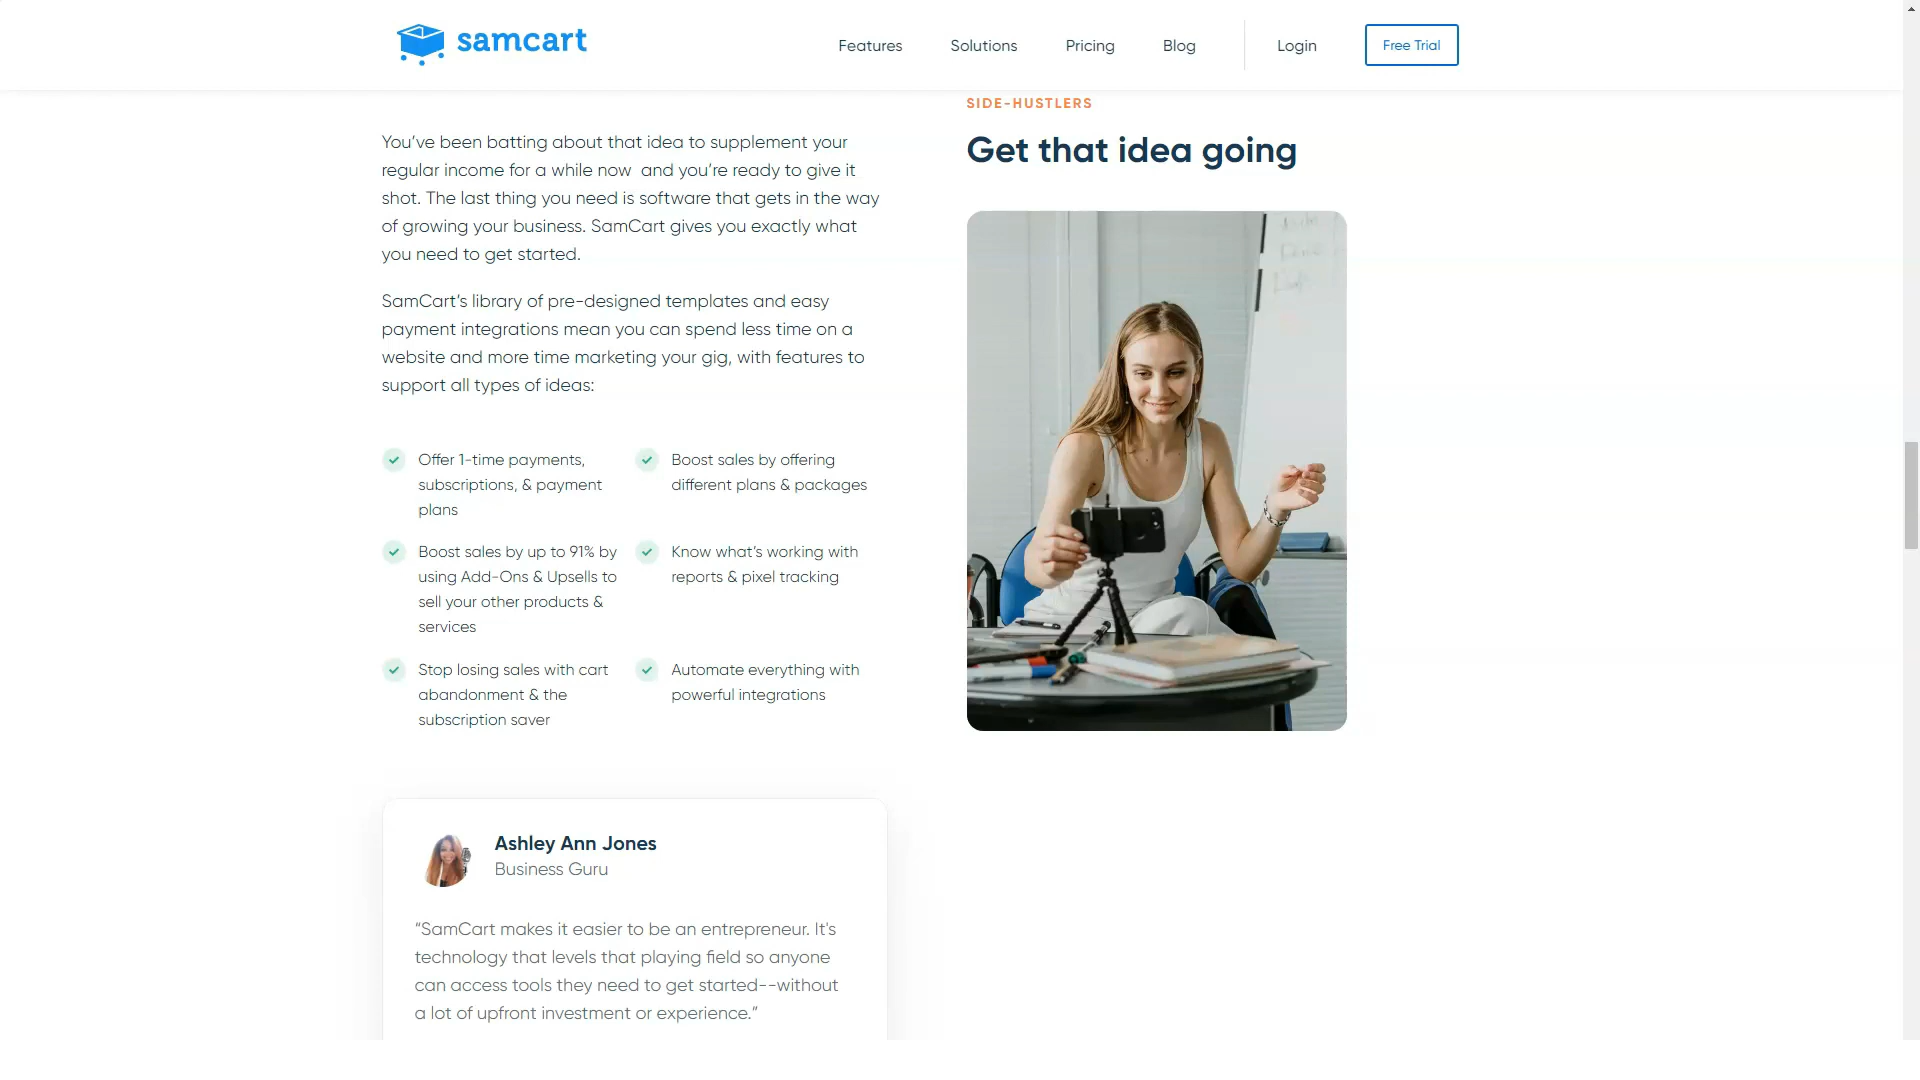 samcart
Features
Solutions
Pricing
Blog
Login
Free Trial
You’ve been batting about that idea to supplement your
regular income for a while now  and you’re ready to give it
shot. The last thing you need is software that gets in the way
of growing your business. SamCart gives you exactly what
you need to get started.
SamCart’s library of pre-designed templates and easy
payment integrations mean you can spend less time on a
website and more time marketing your gig, with features to
support all types of ideas:
Offer 1-time payments,
subscriptions, & payment
plans
Boost sales by offering
different plans & packages
Boost sales by up to 91% by
using Add-Ons & Upsells to
sell your other products &
services
Know what’s working with
reports & pixel tracking
Stop losing sales with cart
abandonment & the
subscription saver
Automate everything with
powerful integrations
Ashley Ann Jones
Business Guru
“SamCart makes it easier to be an entrepreneur. It's
technology that levels that playing field so anyone
can access tools they need to get started--without
a lot of upfront investment or experience.”
SIDE-HUSTLERS
Get that idea going